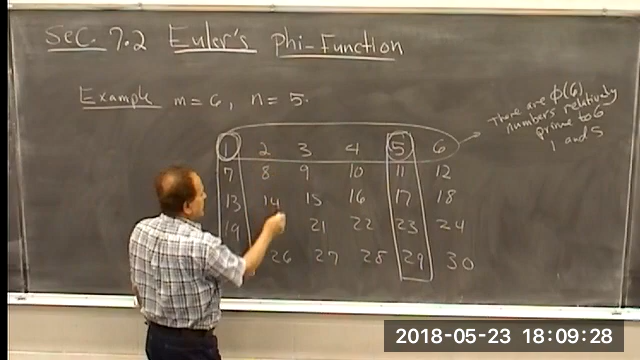 Sec. 7.2 Euler's Phi-Function
Example m = 6, n = 5.
There are φ(6)
numbers relatively
prime to 6
1 and 5
1 2 3 4 5 6
7 8 9 10 11 12
13 14 15 16 17 18
19 21 22 23 24
26 27 28 29 30
2018-05-23 18:09:28